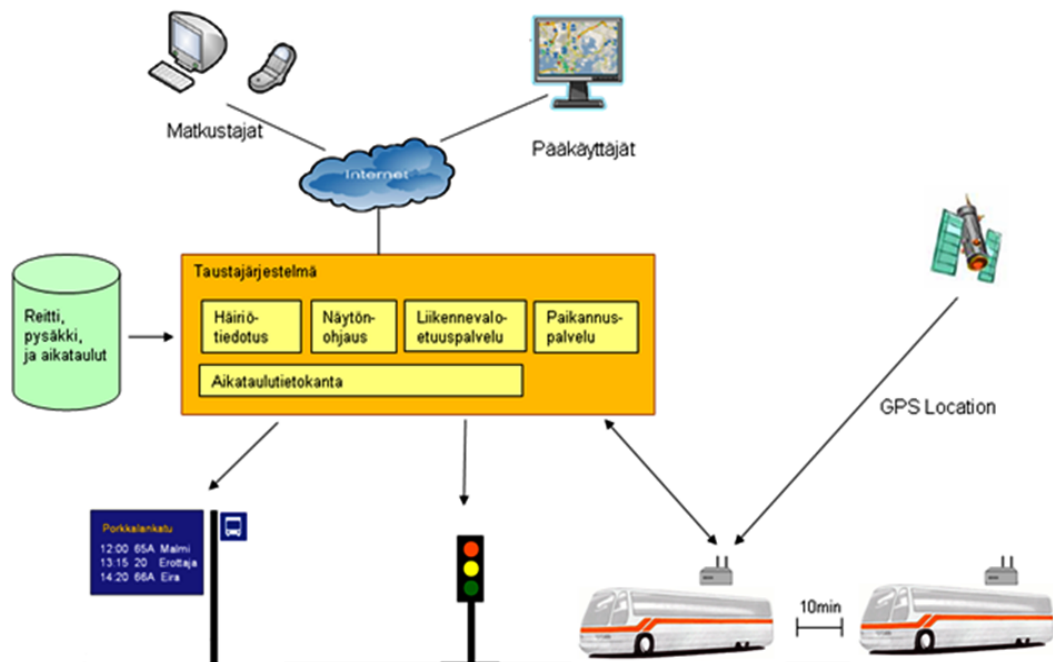 Matkustajat
Pääkäyttäjät
Internet
Taustajärjestelmä
Reitti,
pysäkki,
ja aikataulut
Häiriö-
tiedotus
Näytön-
ohjaus
Liikennevalo-
etuuspalvelu
Paikannus-
palvelu
Aikataulutietokanta
GPS Location
Porkkalankatu
12:00 65A Malmi
13:15 20 Erottaja
14:20 66A Eira
10min